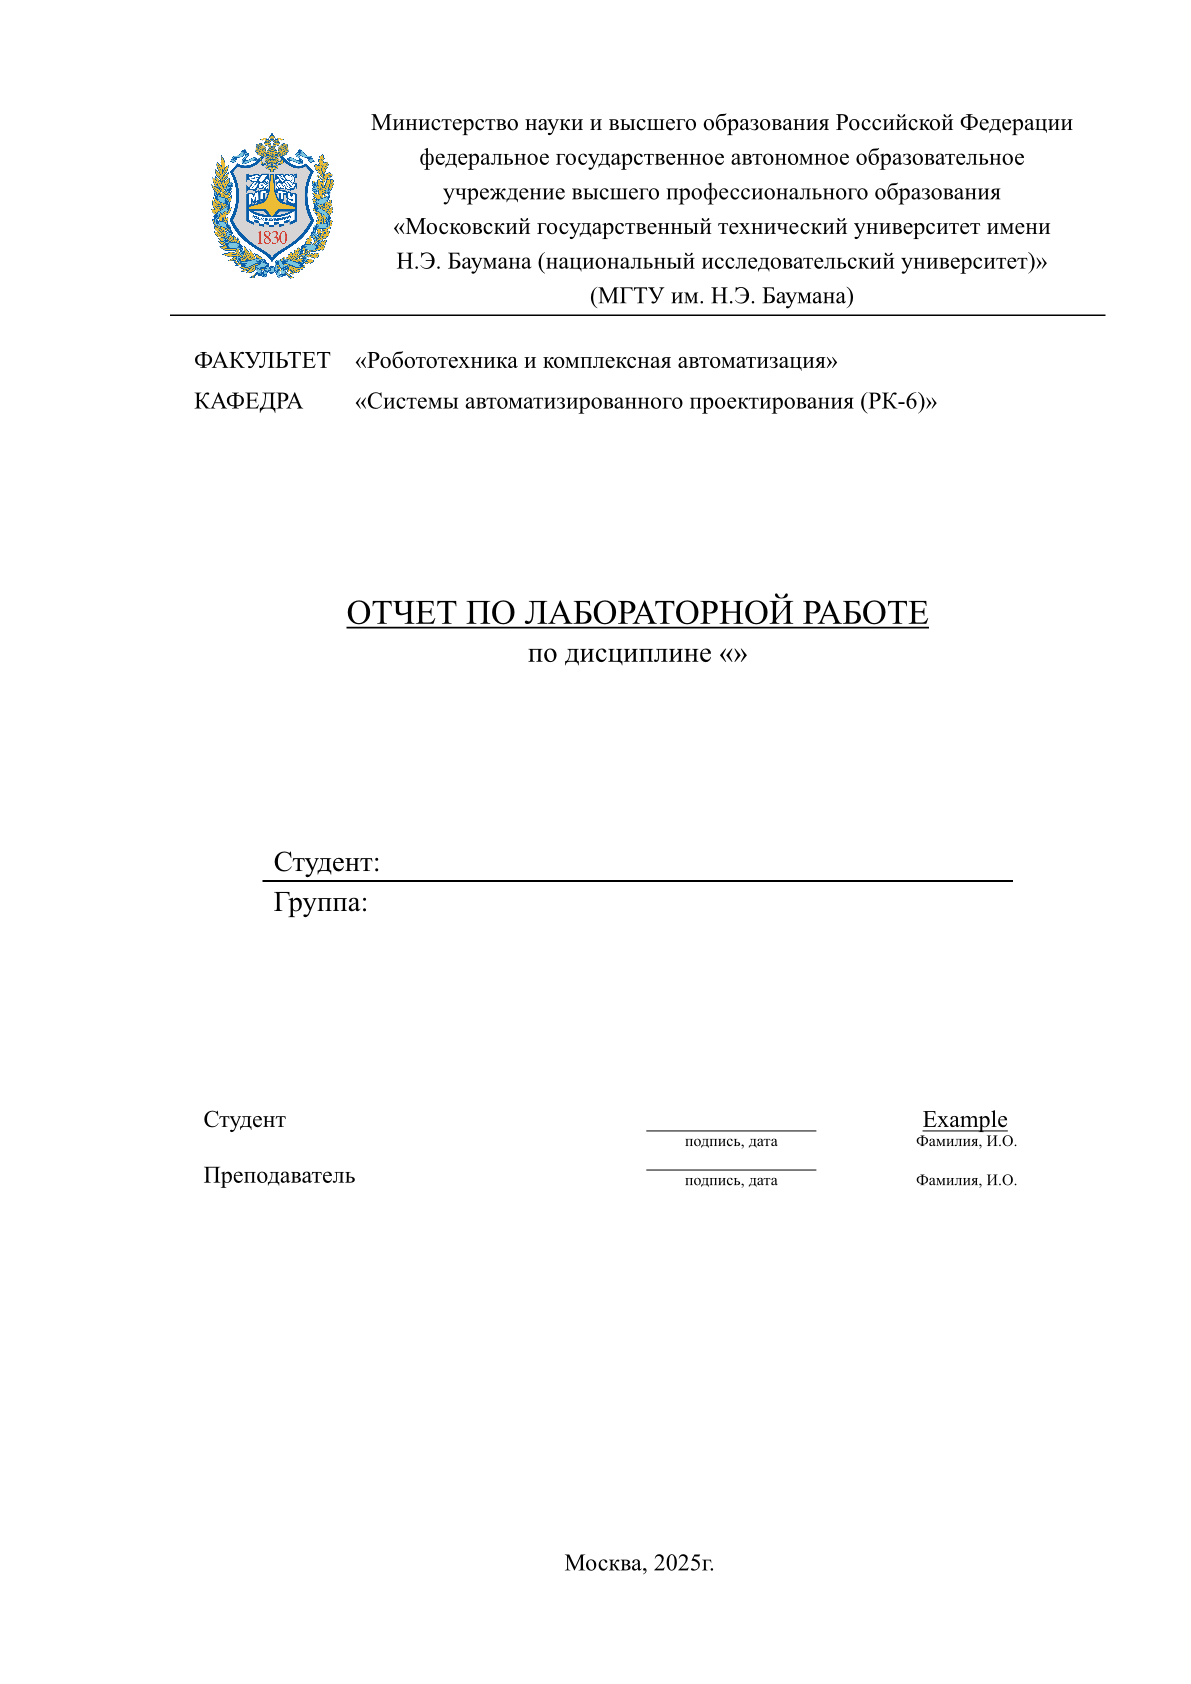 Министерство науки и высшего образования Российской Федерации
федеральное государственное автономное образовательное
учреждение высшего профессионального образования
«Московский государственный технический университет имени
Н.Э. Баумана (национальный исследовательский университет)»
(МГТУ им. Н.Э. Баумана)
МГТУ
1830
ФАКУЛЬТЕТ «Робототехника и комплексная автоматизация»
КАФЕДРА «Системы автоматизированного проектирования (РК-6)»
ОТЧЕТ ПО ЛАБОРАТОРНОЙ РАБОТЕ
по дисциплине «»
Студент:
Группа:
Студент Example
подпись, дата Фамилия, И.О.
Преподаватель
подпись, дата Фамилия, И.О.
Москва, 2025г.